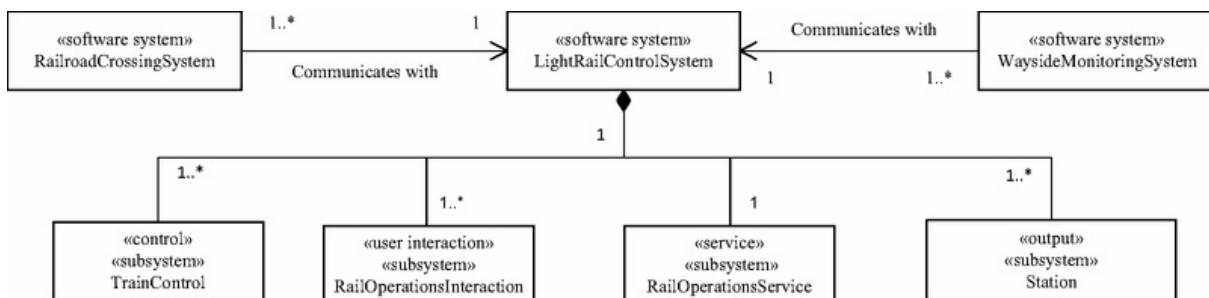 1..*
1
«software system»
RailroadCrossingSystem
Communicates with
«software system»
LightRailControlSystem
Communicates with
1
1..*
«software system»
WaysideMonitoringSystem
1
1..*
1..*
1
1..*
«control»
«subsystem»
TrainControl
«user interaction»
«subsystem»
RailOperationsInteraction
«service»
«subsystem»
RailOperationsService
«output»
«subsystem»
Station